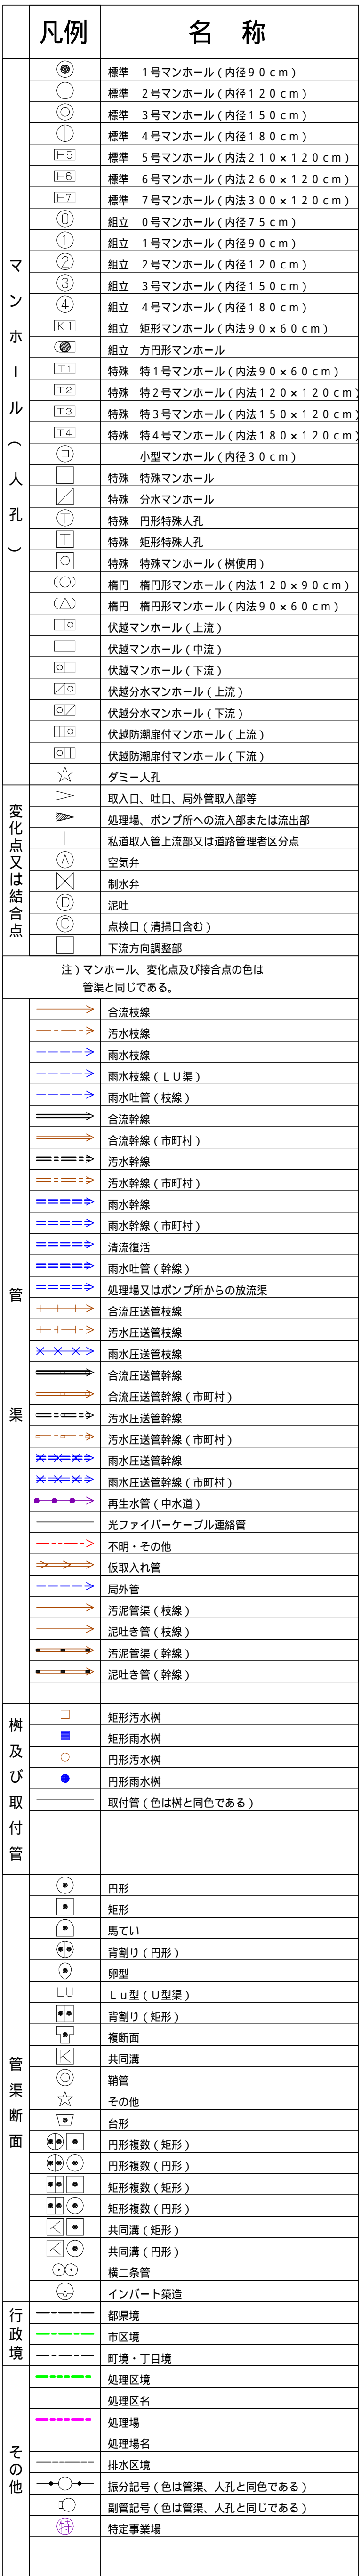 凡例 名 称
マンホール（人孔）
標準 1号マンホール（内径90cm）
標準 2号マンホール（内径120cm）
標準 3号マンホール（内径150cm）
標準 4号マンホール（内径180cm）
H5 標準 5号マンホール（内法210×120cm）
H6 標準 6号マンホール（内法260×120cm）
H7 標準 7号マンホール（内法300×120cm）
0 組立 0号マンホール（内径75cm）
1 組立 1号マンホール（内径90cm）
2 組立 2号マンホール（内径120cm）
3 組立 3号マンホール（内径150cm）
4 組立 4号マンホール（内径180cm）
K1 組立 矩形マンホール（内法90×60cm）
組立 方円形マンホール
T1 特殊 特1号マンホール（内法90×60cm）
T2 特殊 特2号マンホール（内法120×120cm）
T3 特殊 特3号マンホール（内法150×120cm）
T4 特殊 特4号マンホール（内法180×120cm）
コ 小型マンホール（内径30cm）
特殊 特殊マンホール
特殊 分水マンホール
T 特殊 円形特殊人孔
T 特殊 矩形特殊人孔
特殊 特殊マンホール（桝使用）
(○) 楕円 楕円形マンホール（内法120×90cm）
(△) 楕円 楕円形マンホール（内法90×60cm）
伏越マンホール（上流）
伏越マンホール（中流）
伏越マンホール（下流）
伏越分水マンホール（上流）
伏越分水マンホール（下流）
伏越防潮扉付マンホール（上流）
伏越防潮扉付マンホール（下流）
ダミー人孔
変化点又は結合点
取入口、吐口、局外管取入部等
処理場、ポンプ所への流入部または流出部
私道取入管上流部又は道路管理者区分点
A 空気弁
制水弁
D 泥吐
C 点検口（清掃口含む）
下流方向調整部
注）マンホール、変化点及び接合点の色は
管渠と同じである。
管渠
合流枝線
汚水枝線
雨水枝線
雨水枝線（LU渠）
雨水吐管（枝線）
合流幹線
合流幹線（市町村）
汚水幹線
汚水幹線（市町村）
雨水幹線
雨水幹線（市町村）
清流復活
雨水吐管（幹線）
処理場又はポンプ所からの放流渠
合流圧送管枝線
汚水圧送管枝線
雨水圧送管枝線
合流圧送管幹線
合流圧送管幹線（市町村）
汚水圧送管幹線
汚水圧送管幹線（市町村）
雨水圧送管幹線
雨水圧送管幹線（市町村）
再生水管（中水道）
光ファイバーケーブル連絡管
不明・その他
仮取入れ管
局外管
汚泥管渠（枝線）
泥吐き管（枝線）
汚泥管渠（幹線）
泥吐き管（幹線）
桝及び取付管
矩形汚水桝
矩形雨水桝
円形汚水桝
円形雨水桝
取付管（色は桝と同色である）
管渠断面
円形
矩形
馬てい
背割り（円形）
卵型
LU Lu型（U型渠）
背割り（矩形）
複断面
K 共同溝
鞘管
その他
台形
円形複数（矩形）
円形複数（円形）
矩形複数（矩形）
矩形複数（円形）
K 共同溝（矩形）
K 共同溝（円形）
横二条管
インバート築造
行政境
都県境
市区境
町境・丁目境
その他
処理区境
処理区名
処理場
処理場名
排水区境
振分記号（色は管渠、人孔と同色である）
副管記号（色は管渠、人孔と同じである）
特 特定事業場